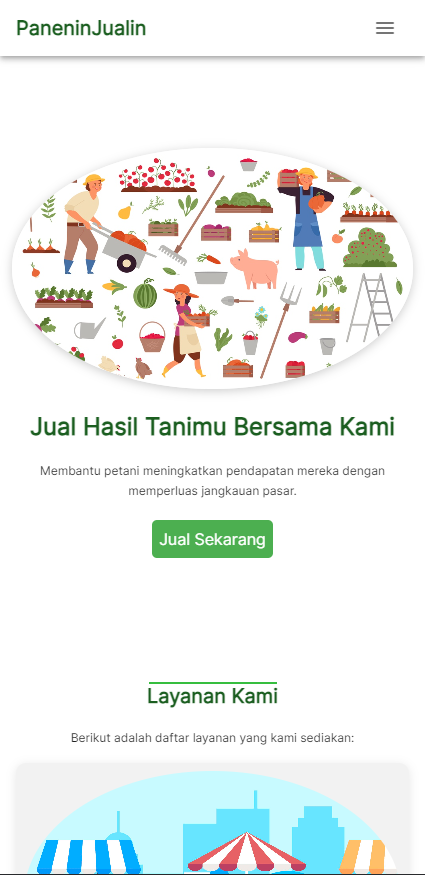 PaneninJualin
Jual Hasil Tanimu Bersama Kami
Membantu petani meningkatkan pendapatan mereka dengan
memperluas jangkauan pasar.
Jual Sekarang
Layanan Kami
Berikut adalah daftar layanan yang kami sediakan: